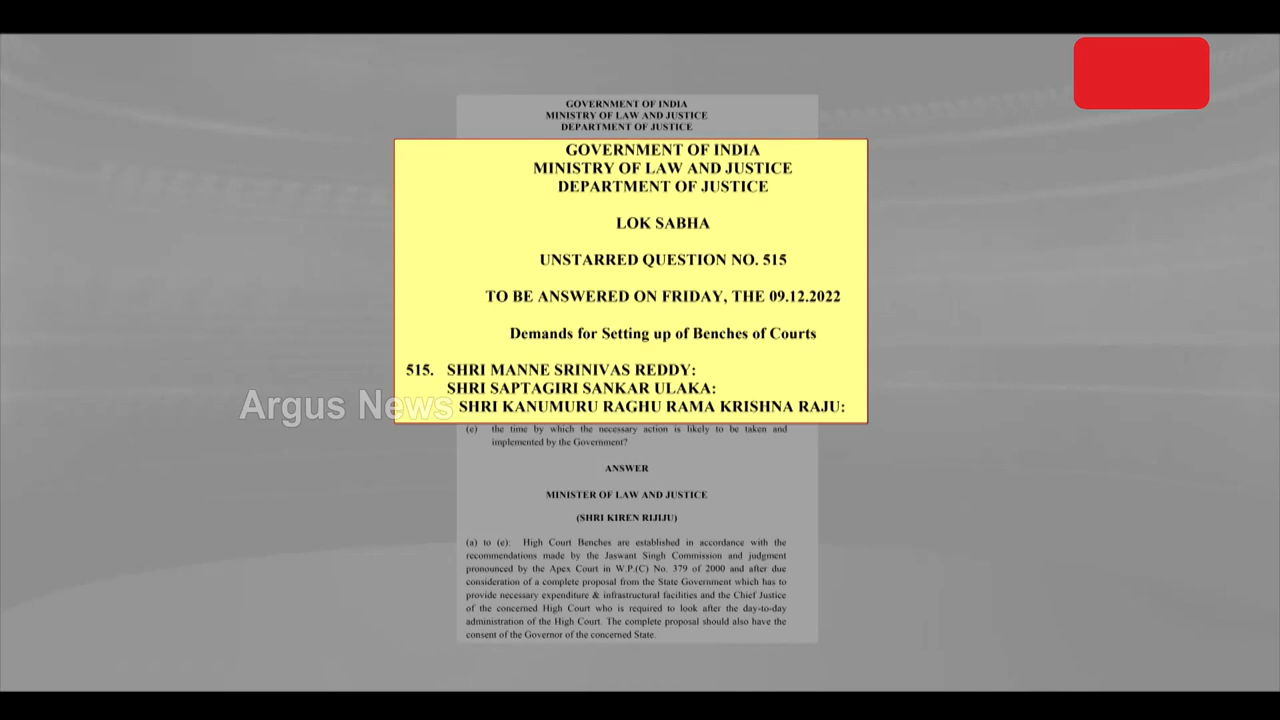 GOVERNMENT OF INDIA
MINISTRY OF LAW AND JUSTICE
DEPARTMENT OF JUSTICE
GOVERNMENT OF INDIA
MINISTRY OF LAW AND JUSTICE
DEPARTMENT OF JUSTICE
LOK SABHA
UNSTARRED QUESTION NO. 515
TO BE ANSWERED ON FRIDAY, THE 09.12.2022
Demands for Setting up of Benches of Courts
515. SHRI MANNE SRINIVAS REDDY:
SHRI SAPTAGIRI SANKAR ULAKA:
SHRI KANUMURU RAGHU RAMA KRISHNA RAJU:
Argus News
(e) the time by which the necessary action is likely to be taken and
implemented by the Government?
ANSWER
MINISTER OF LAW AND JUSTICE
(SHRI KIREN RIJIJU)
(a) to (e): High Court Benches are established in accordance with the
recommendations made by the Jaswant Singh Commission and judgment
pronounced by the Apex Court in W.P.(C) No. 379 of 2000 and after due
consideration of a complete proposal from the State Government which has to
provide necessary expenditure & infrastructural facilities and the Chief Justice
of the concerned High Court who is required to look after the day-to-day
administration of the High Court. The complete proposal should also have the
consent of the Governor of the concerned State.